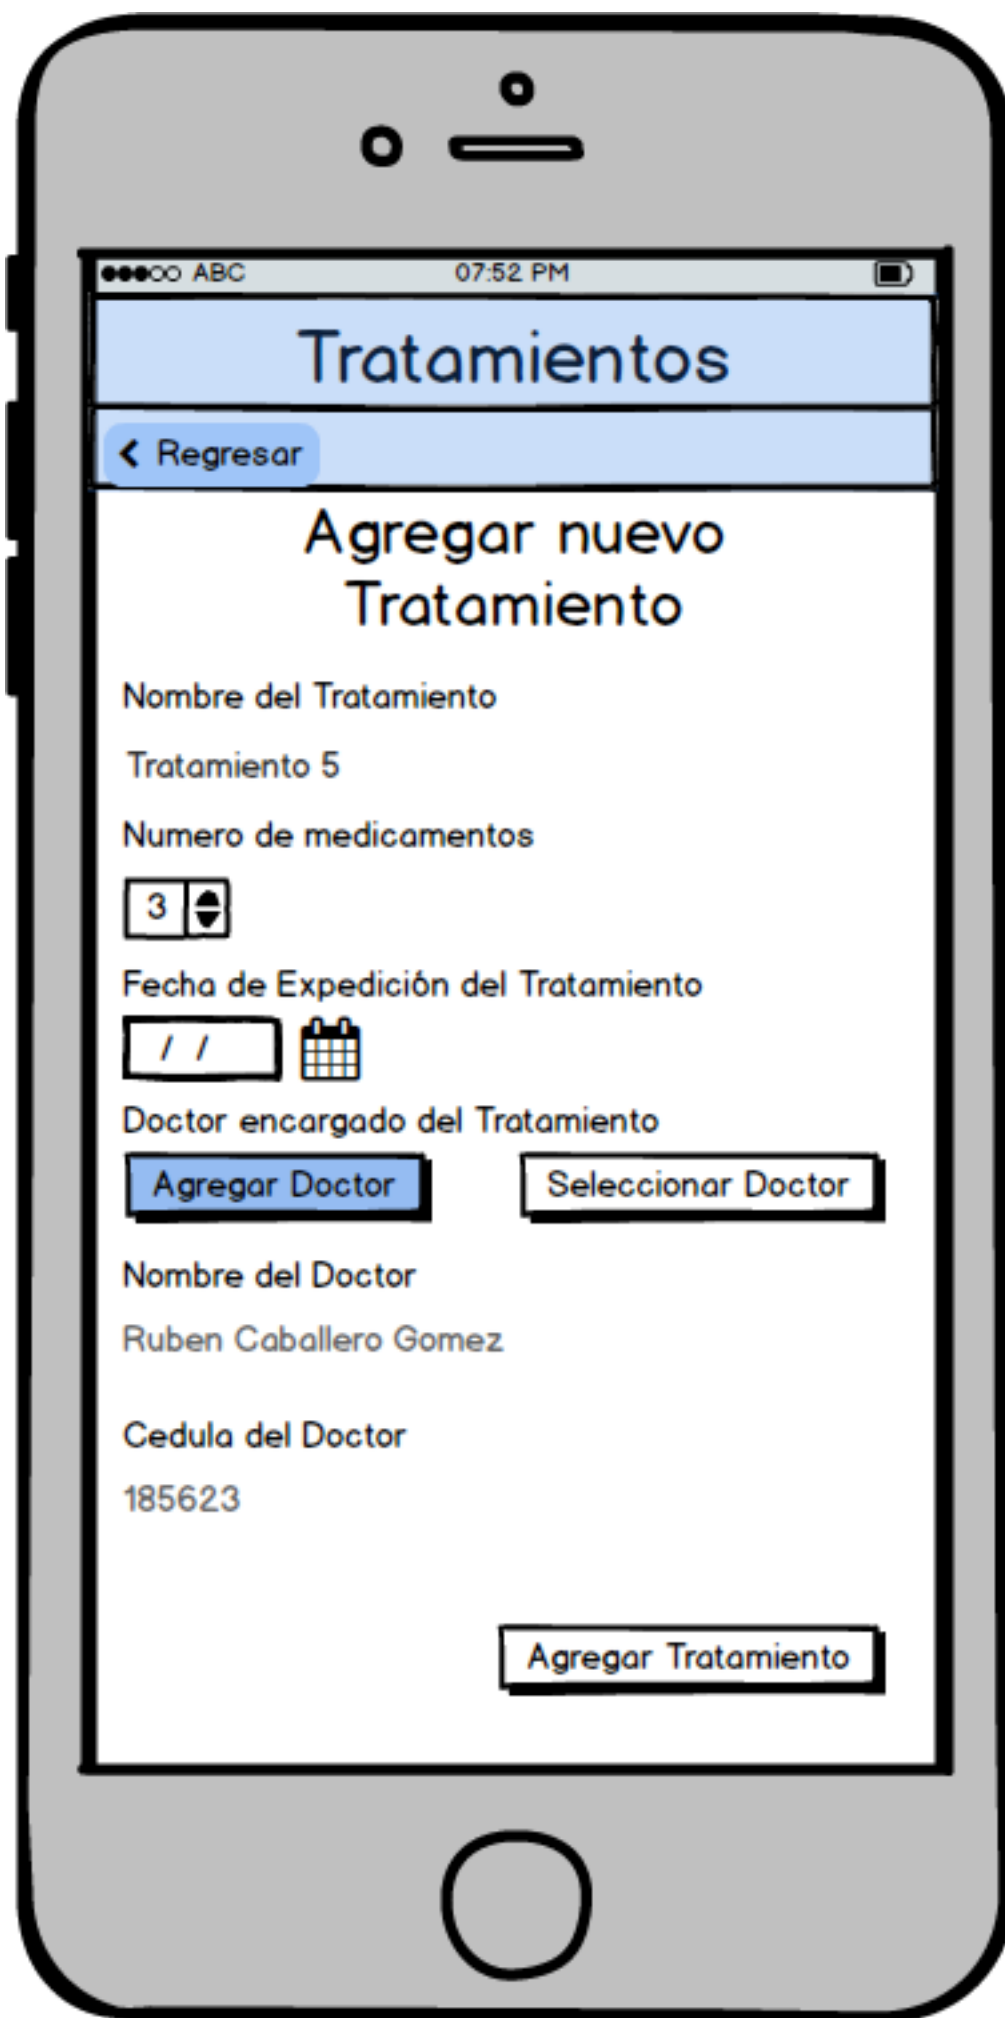 ABC 07:52 PM
Tratamientos
Regresar
Agregar nuevo
Tratamiento
Nombre del Tratamiento
Tratamiento 5
Numero de medicamentos
3
Fecha de Expedición del Tratamiento
/ /
Doctor encargado del Tratamiento
Agregar Doctor Seleccionar Doctor
Nombre del Doctor
Ruben Caballero Gomez
Cedula del Doctor
185623
Agregar Tratamiento